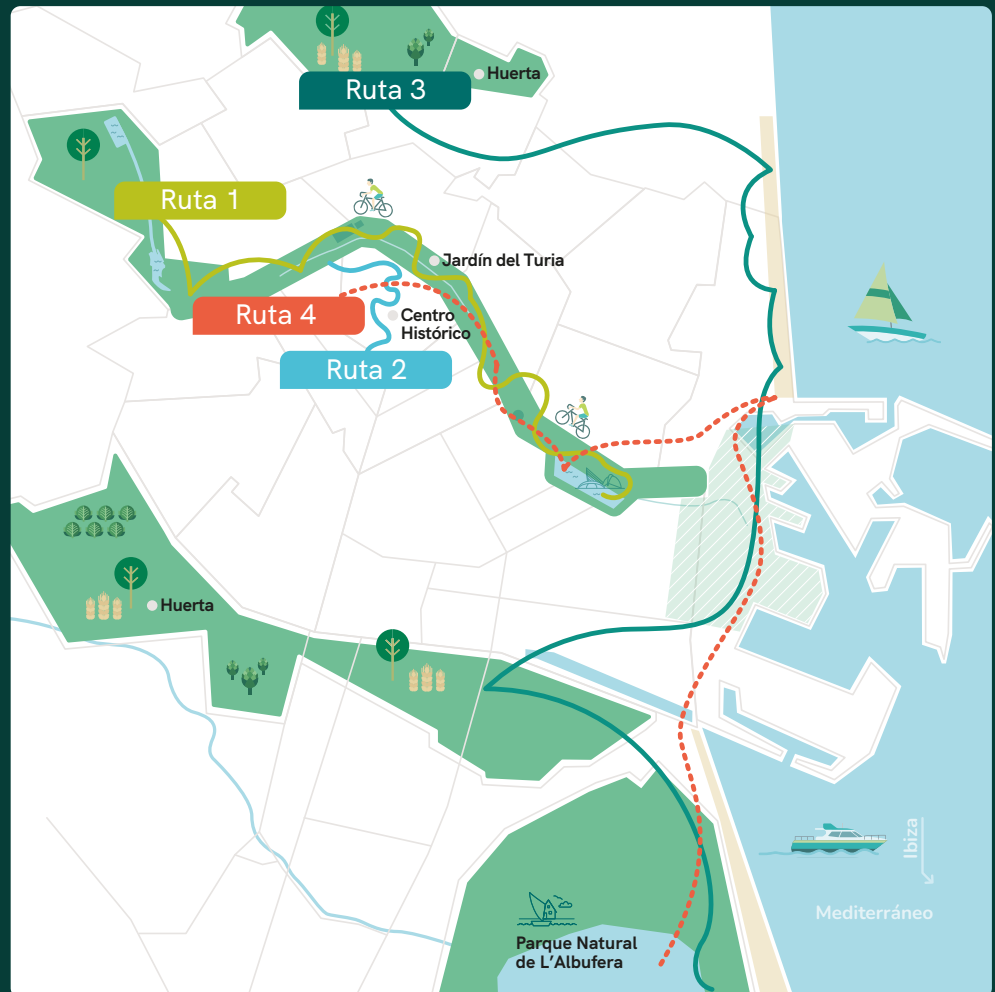 Huerta
Ruta 3
Ruta 1
Jardín del Turia
Ruta 4
Centro
Histórico
Ruta 2
Huerta
Ibiza
Mediterráneo
Parque Natural
de L'Albufera